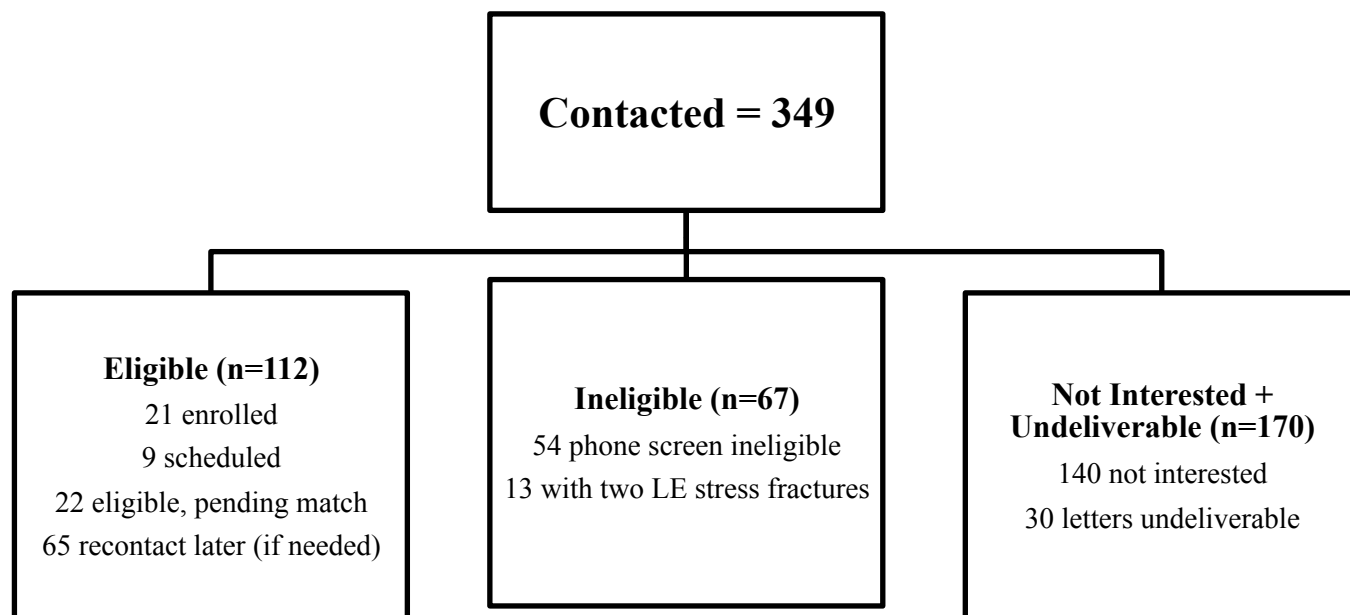 Contacted = 349
Eligible (n=112)
21 enrolled
9 scheduled
22 eligible, pending match
65 recontact later (if needed)
Ineligible (n=67)
54 phone screen ineligible
13 with two LE stress fractures
Not Interested +
Undeliverable (n=170)
140 not interested
30 letters undeliverable